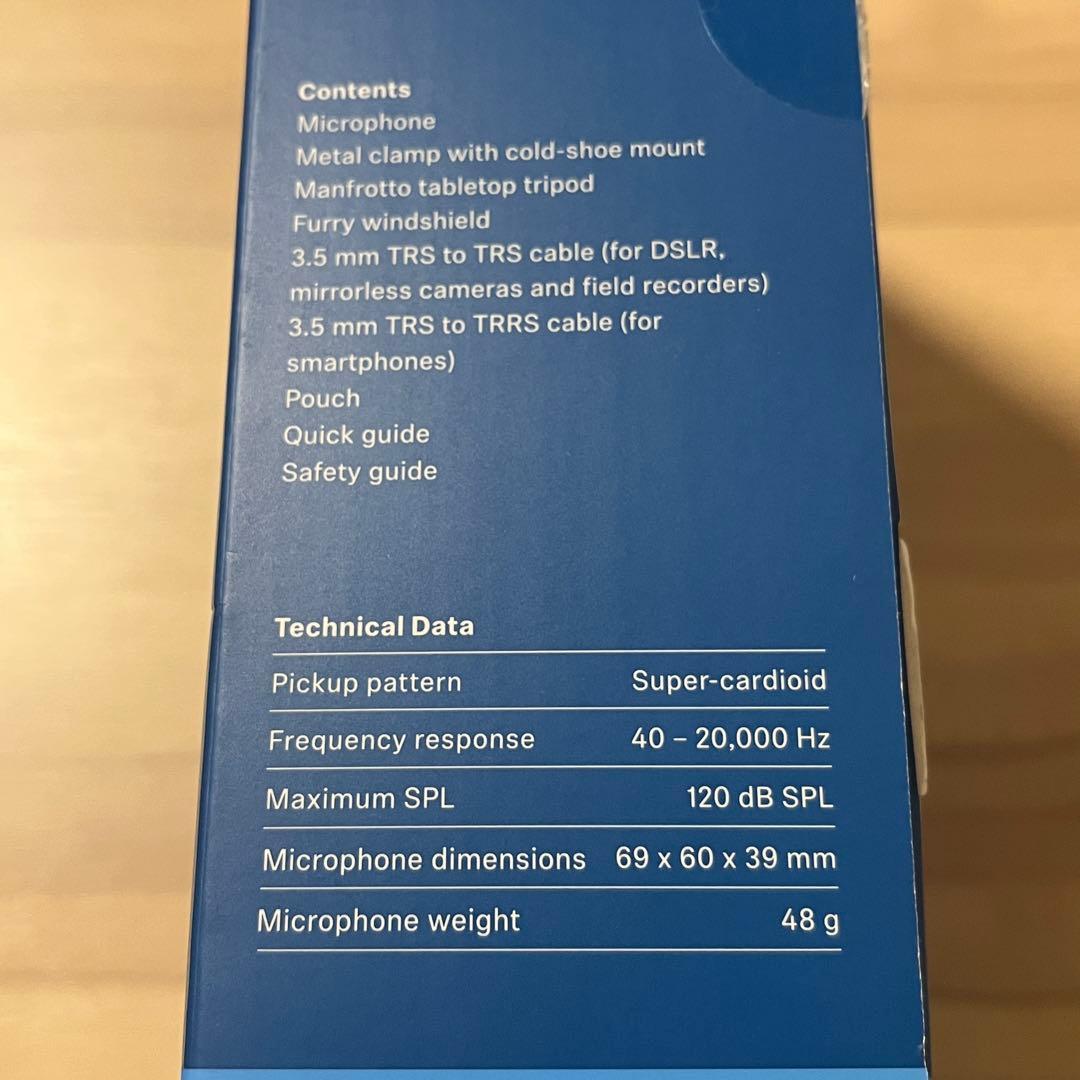 Contents
Microphone
Metal clamp with cold-shoe mount
Manfrotto tabletop tripod
Furry windshield
3.5 mm TRS to TRS cable (for DSLR,
mirrorless cameras and field recorders)
3.5 mm TRS to TRRS cable (for
smartphones)
Pouch
Quick guide
Safety guide
Technical Data
Pickup pattern Super-cardioid
Frequency response 40 – 20,000 Hz
Maximum SPL 120 dB SPL
Microphone dimensions 69 x 60 x 39 mm
Microphone weight 48 g